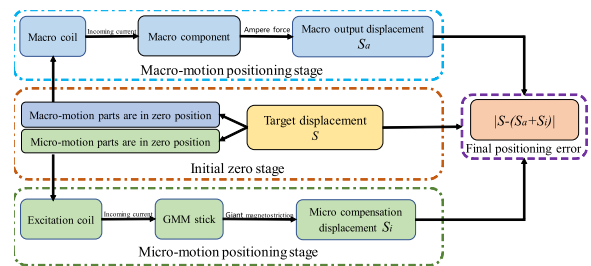 Macro coil
Incoming current
Macro component
Ampere force
Macro output displacement
Sa
Macro-motion positioning stage
Macro-motion parts are in zero position
Micro-motion parts are in zero position
Target displacement
S
Initial zero stage
|S-(Sa+Si)|
Final positioning error
Excitation coil
Incoming current
GMM stick
Giant magnetostriction
Micro compensation
displacement Si
Micro-motion positioning stage